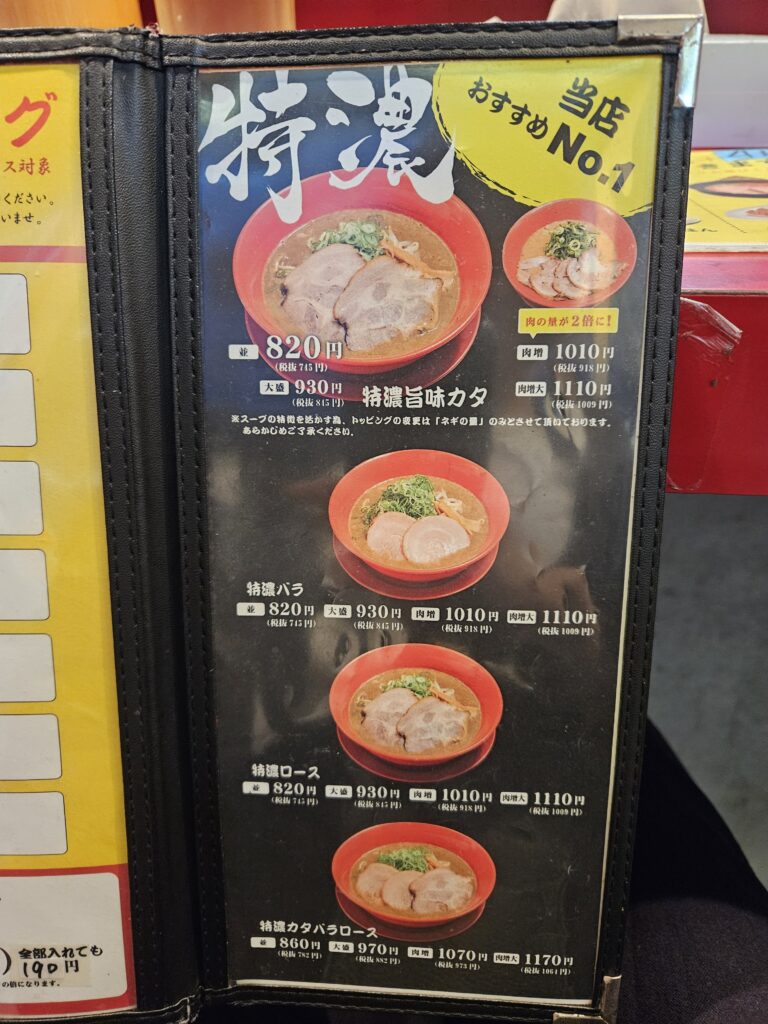 グ
ス対象
ください。
いませ。
全部入れても
190円
の倍になります。
特濃
当店
おすすめ
No.1
肉の量が2倍に!
並 820円
(税抜 745円)
大盛 930円
(税抜 845円)
特濃旨味カタ
肉増 1010円
(税抜 918円)
肉増大 1110円
(税抜 1009円)
※スープの特徴を活かす為、トッピングの変更は「ネギの量」のみとさせて頂いております。
あらかじめご了承ください。
特濃バラ
並 820円 大盛 930円 肉増 1010円 肉増大 1110円
(税抜 745円) (税抜 845円) (税抜 918円) (税抜 1009円)
特濃ロース
並 820円 大盛 930円 肉増 1010円 肉増大 1110円
(税抜 745円) (税抜 845円) (税抜 918円) (税抜 1009円)
特濃カタバラロース
並 860円 大盛 970円 肉増 1070円 肉増大 1170円
(税抜 782円) (税抜 882円) (税抜 973円) (税抜 1064円)